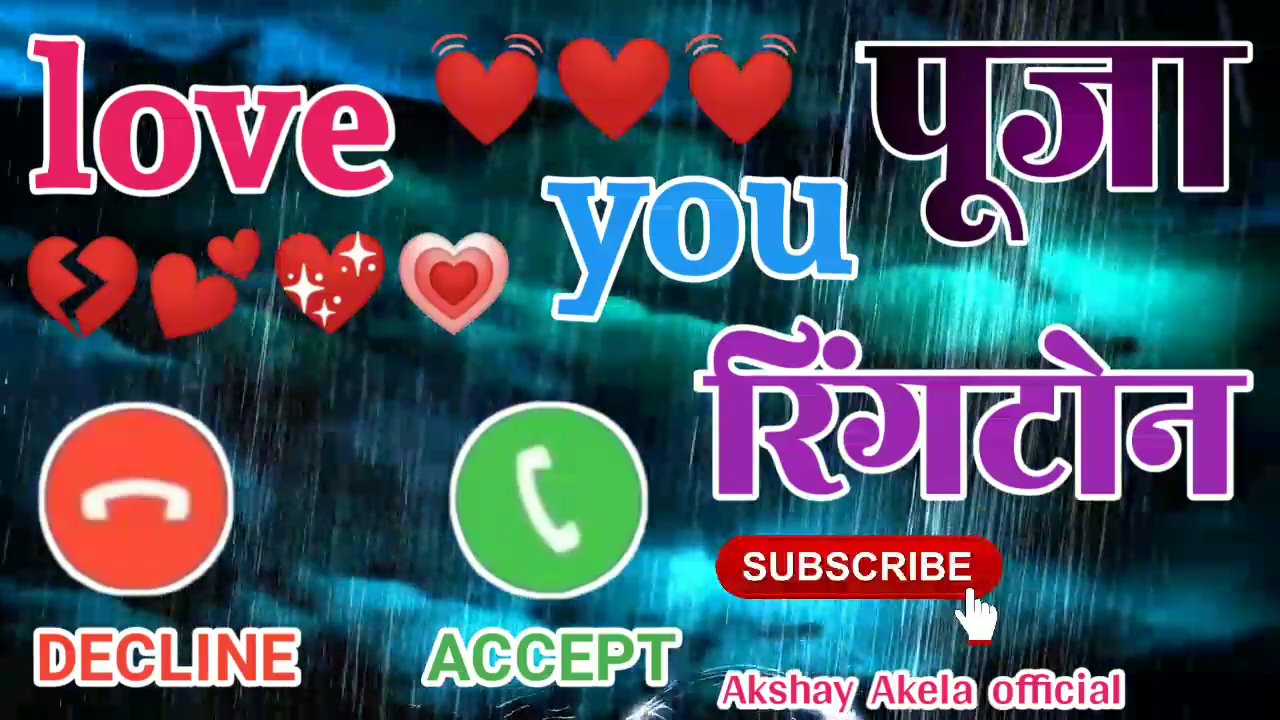 love पूजा
you
रिंगटोन
SUBSCRIBE
DECLINE ACCEPT
Akshay Akela official